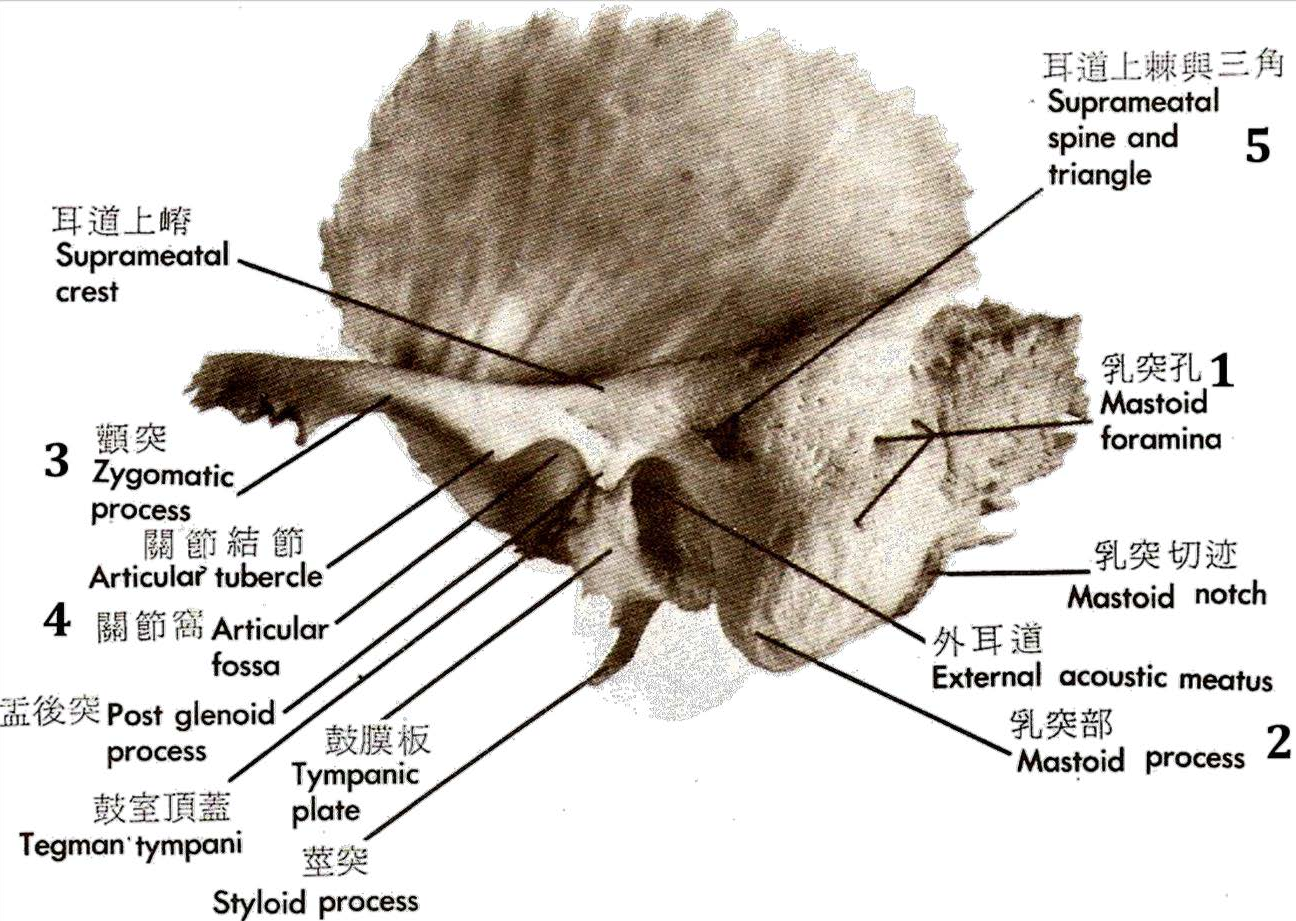 耳道上棘與三角
Suprameatal
spine and
triangle
5
耳道上嵴
Suprameatal
crest
乳突孔 1
Mastoid
foramina
3
顴突
Zygomatic
process
關節結節
Articular tubercle
4
關節窩 Articular
fossa
盂後突 Post glenoid
process
鼓室頂蓋
Tegman tympani
鼓膜板
Tympanic
plate
莖突
Styloid process
乳突切迹
Mastoid notch
外耳道
External acoustic meatus
乳突部
Mastoid process 2